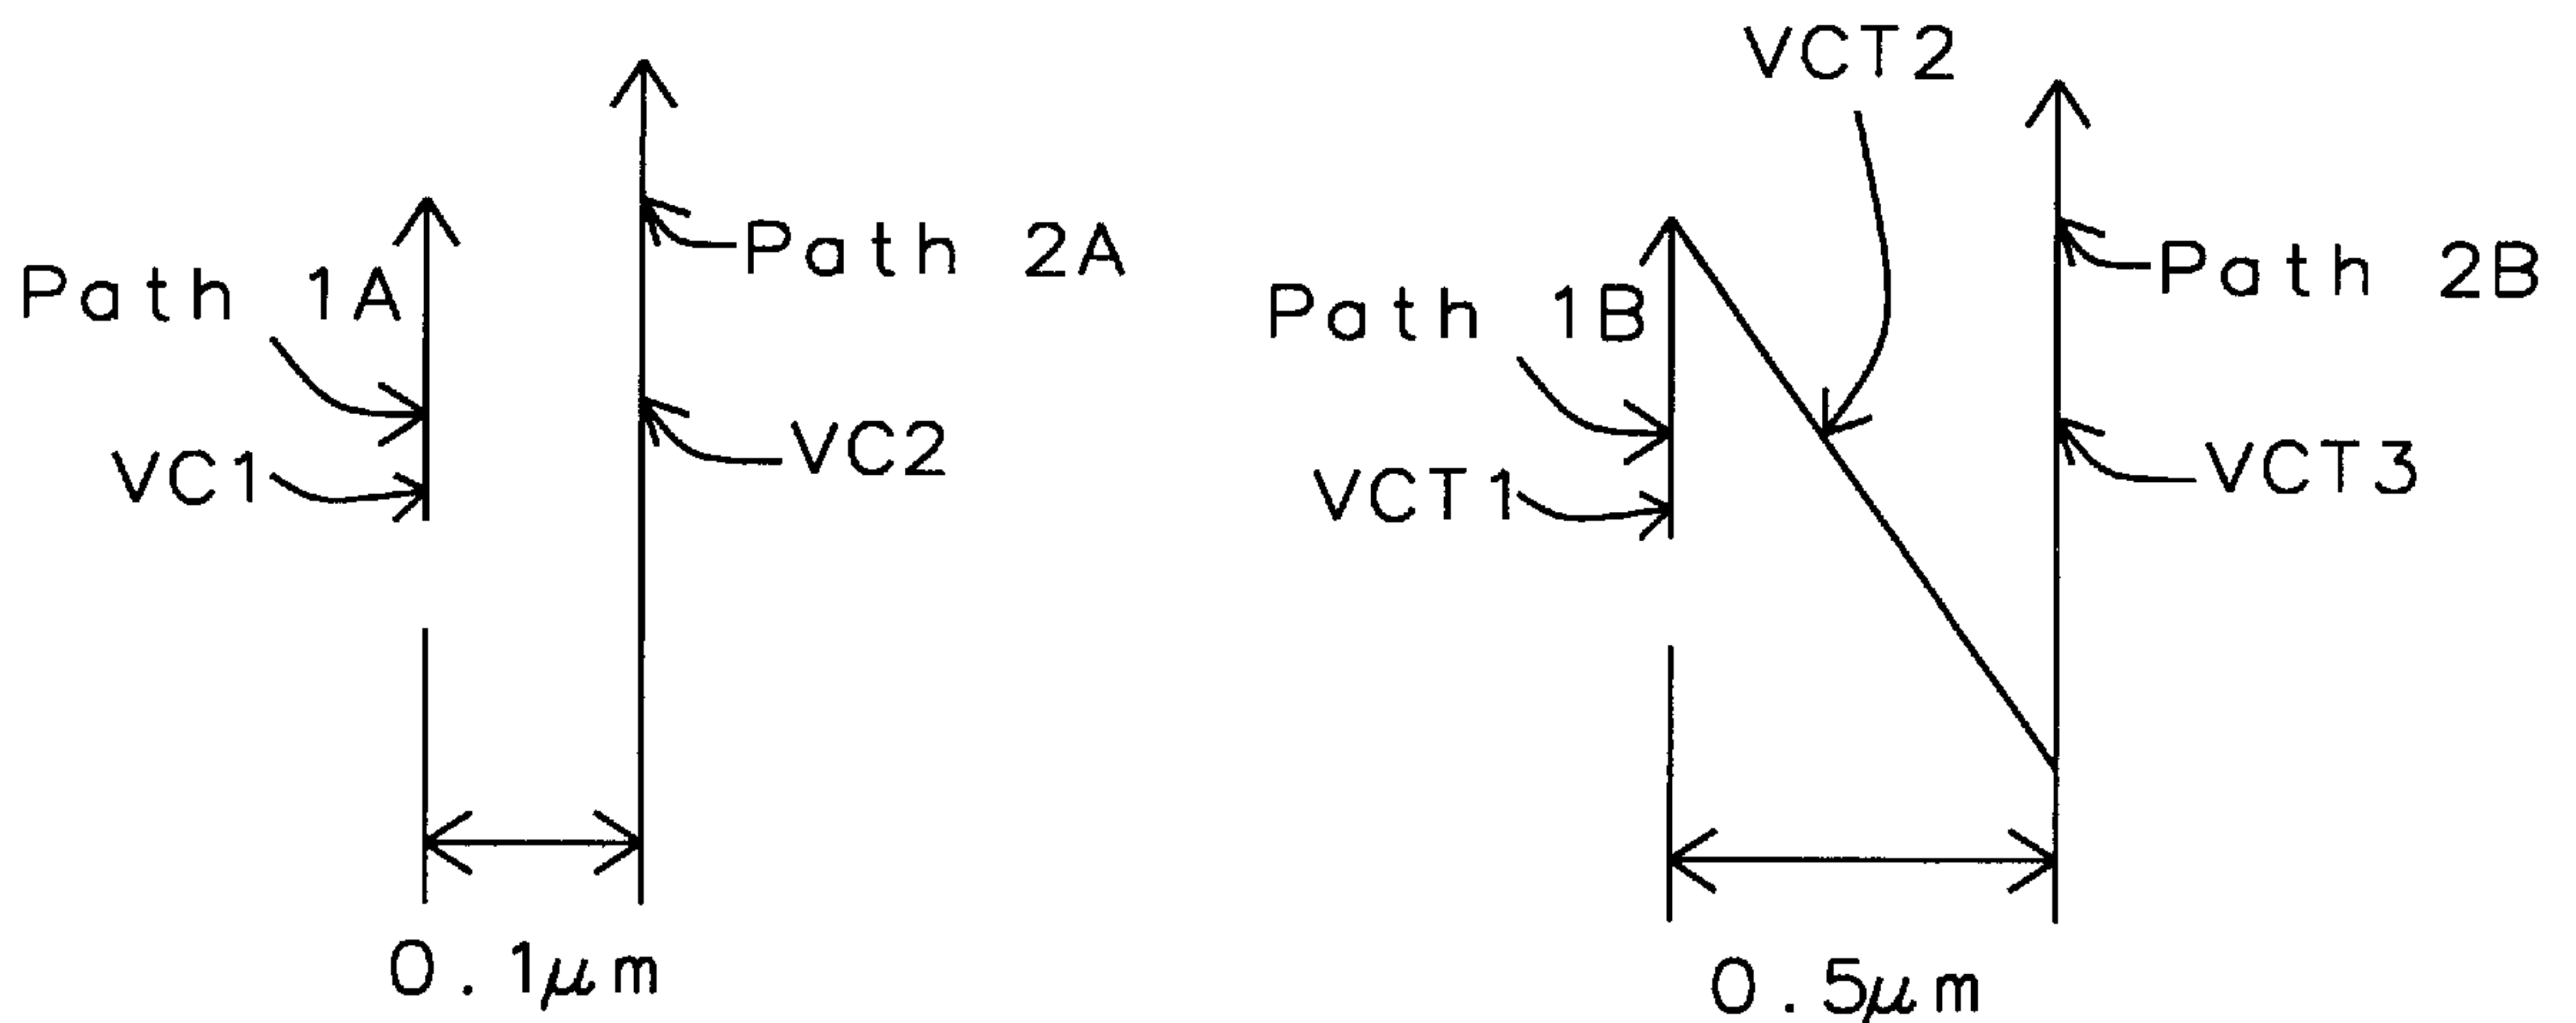 Path 1A
VC1
Path 2A
VC2
0.1μm
VCT2
Path 1B
VCT1
Path 2B
VCT3
0.5μm